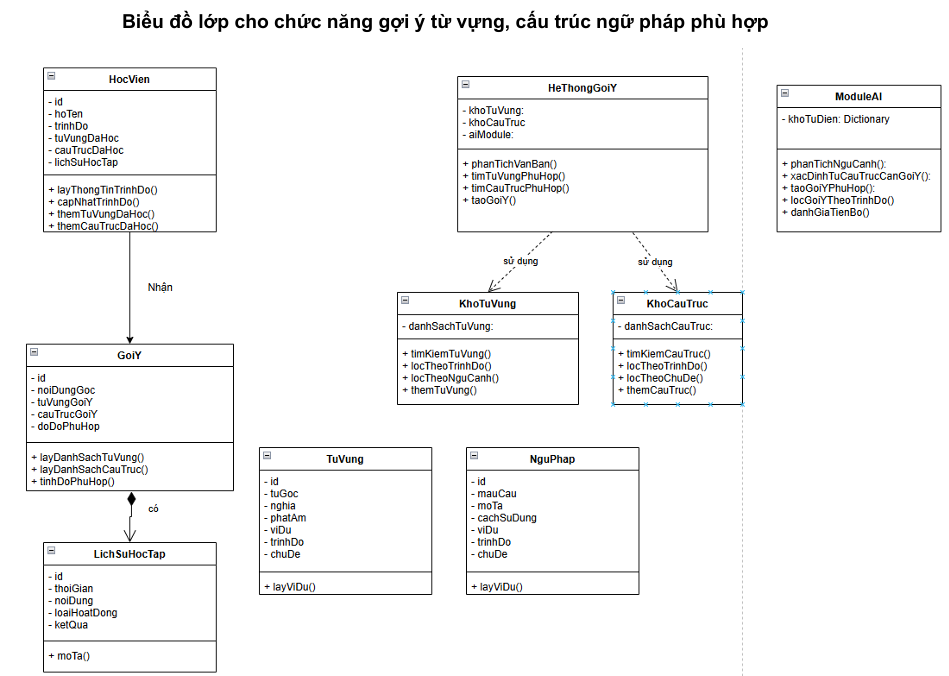 Biểu đồ lớp cho chức năng gợi ý từ vựng, cấu trúc ngữ pháp phù hợp
HocVien
- id
- hoTen
- trinhDo
- tuVungDaHoc
- cauTrucDaHoc
- lichSuHocTap
+ layThongTinTrinhDo()
+ capNhatTrinhDo()
+ themTuVungDaHoc()
+ themCauTrucDaHoc()
HeThongGoiY
- khoTuVung:
- khoCauTruc
- aiModule:
+ phanTichVanBan()
+ timTuVungPhuHop()
+ timCauTrucPhuHop()
+ taoGoiY()
ModuleAI
- khoTuDien: Dictionary
+ phanTichNguCanh():
+ xacDinhTuCauTrucCanGoiY():
+ taoGoiYPhuHop():
+ locGoiYTheoTrinhDo()
+ danhGiaTienBo()
sử dụng
sử dụng
Nhận
KhoTuVung
- danhSachTuVung:
+ timKiemTuVung()
+ locTheoTrinhDo()
+ locTheoNguCanh()
+ themTuVung()
KhoCauTruc
- danhSachCauTruc:
+ timKiemCauTruc()
+ locTheoTrinhDo()
+ locTheoChuDe()
+ themCauTruc()
GoiY
- id
- noiDungGoc
- tuVungGoiY
- cauTrucGoiY
- doDoPhuHop
+ layDanhSachTuVung()
+ layDanhSachCauTruc()
+ tinhDoPhuHop()
có
TuVung
- id
- tuGoc
- nghia
- phatAm
- viDu
- trinhDo
- chuDe
+ layViDu()
NguPhap
- id
- mauCau
- moTa
- cachSuDung
- viDu
- trinhDo
- chuDe
+ layViDu()
LichSuHocTap
- id
- thoiGian
- noiDung
- loaiHoatDong
- ketQua
+ moTa()